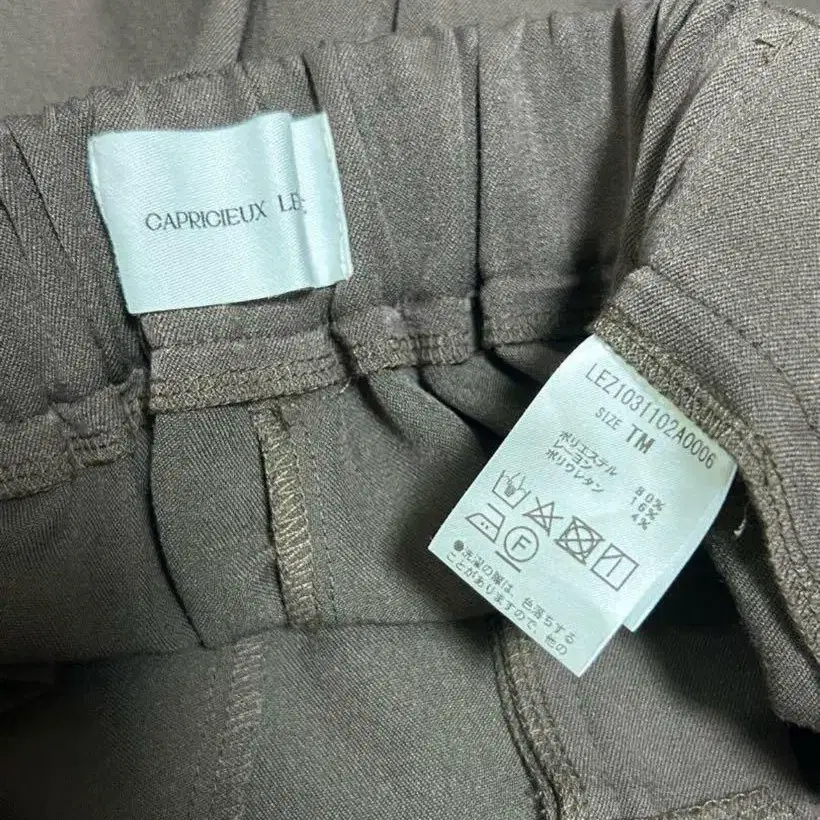 CAPRICIEUX LE
LEZ1031102A0006
SIZE TM
ポリエステル 80%
レーヨン 16%
ポリウレタン 4%
F
●洗濯の際は、色落ちする
ことがありますので、他の